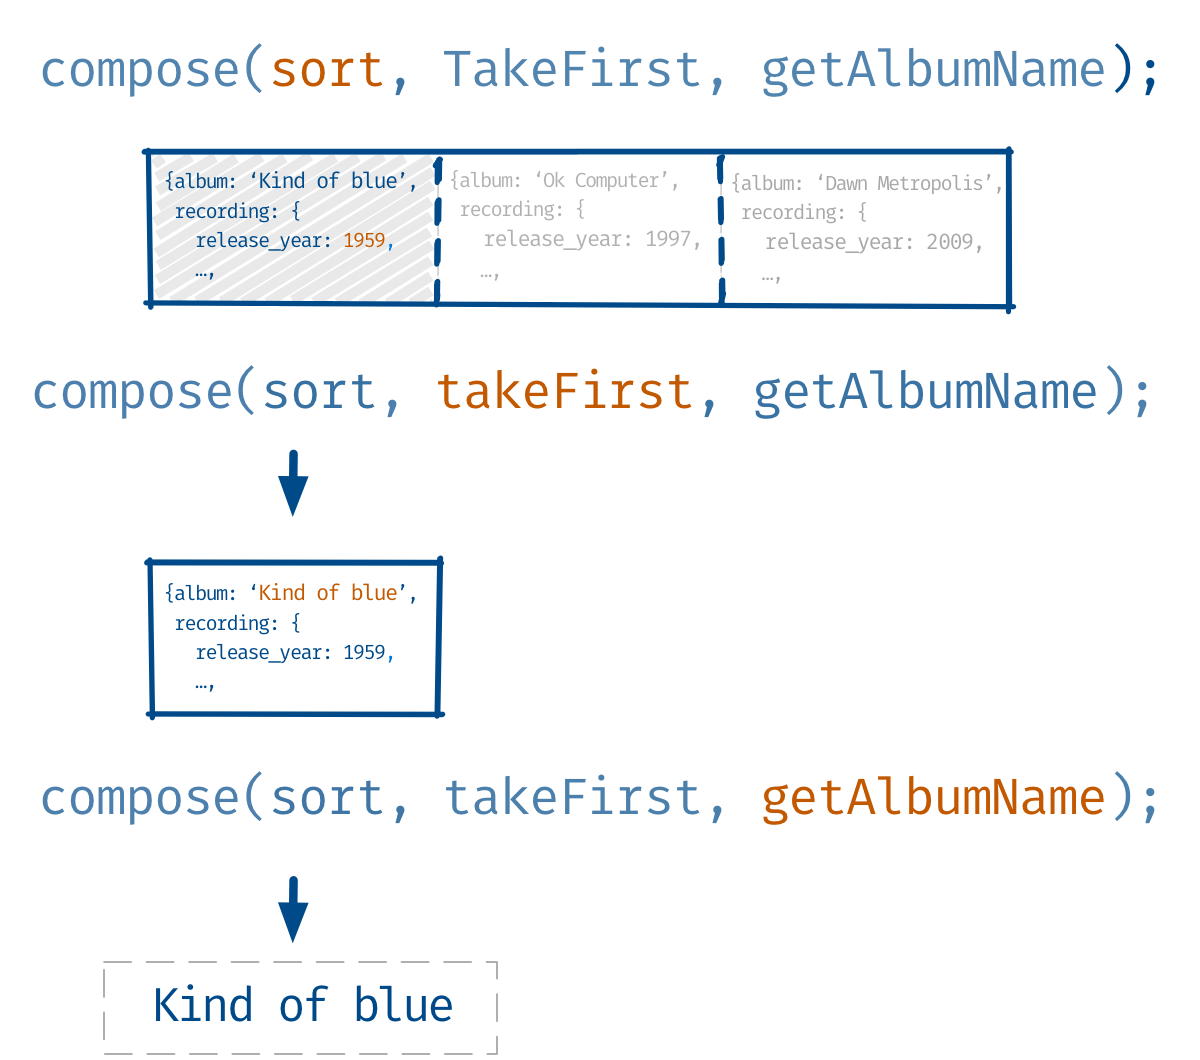 compose(sort, TakeFirst, getAlbumName);
{album: ‘Kind of blue’,
recording: {
release_year: 1959,
…,
{album: ‘Ok Computer’,
recording: {
release_year: 1997,
…,
{album: ‘Dawn Metropolis’,
recording: {
release_year: 2009,
…,
compose(sort, takeFirst, getAlbumName);
{album: ‘Kind of blue’,
recording: {
release_year: 1959,
…,
compose(sort, takeFirst, getAlbumName);
Kind of blue